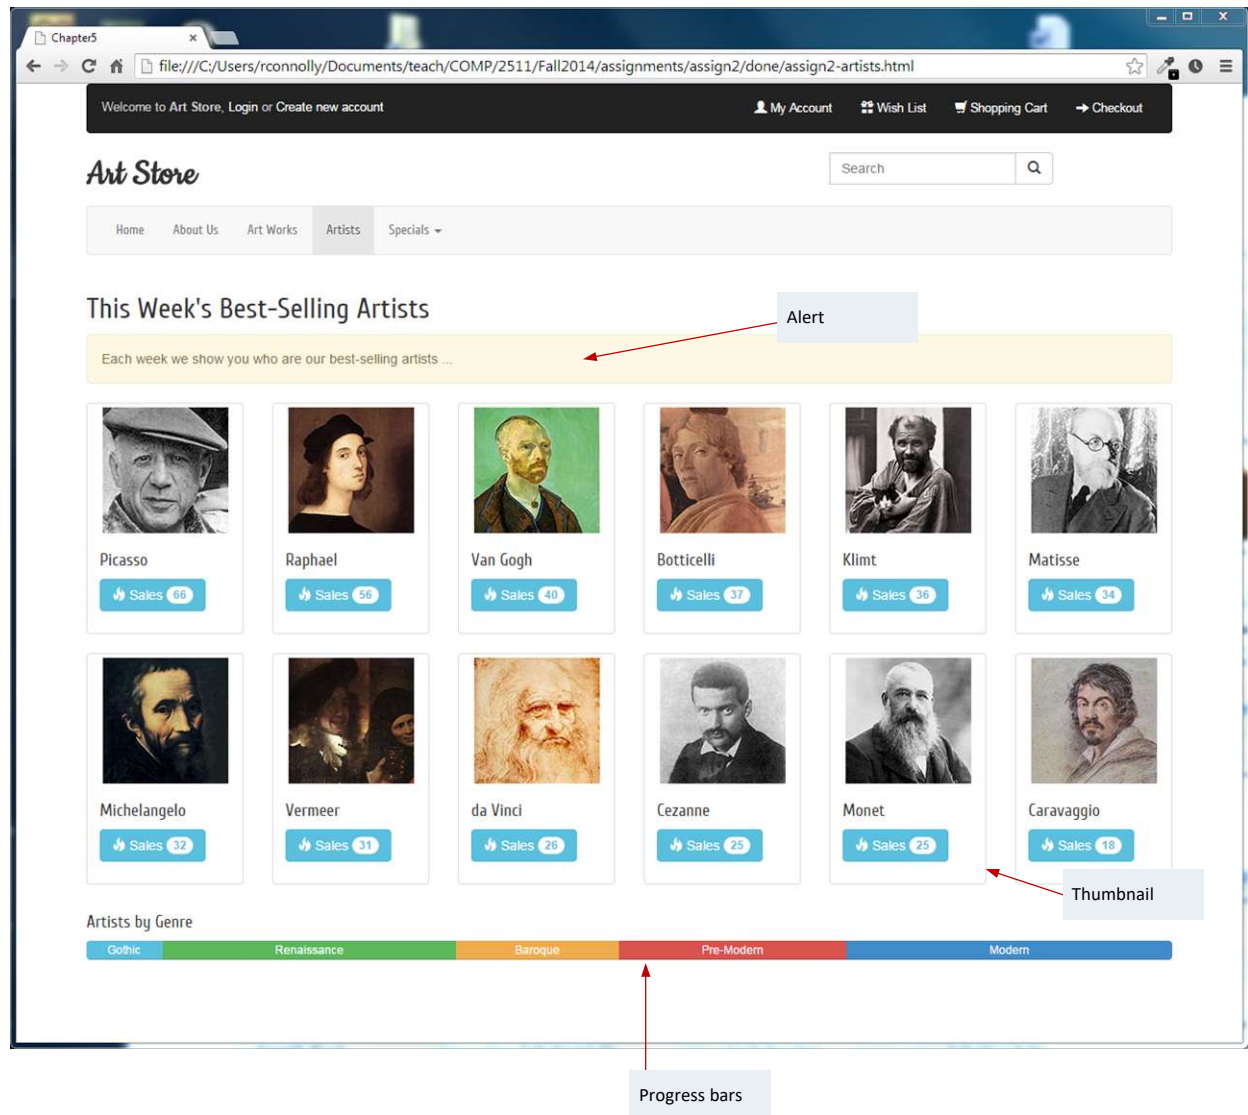 Chapter5
file:///C:/Users/rconnolly/Documents/teach/COMP/2511/Fall2014/assignments/assign2/done/assign2-artists.html
Welcome to Art Store, Login or Create new account My Account Wish List Shopping Cart Checkout
Art Store Search
Home About Us Art Works Artists Specials
This Week's Best-Selling Artists
Alert
Each week we show you who are our best-selling artists ...
Picasso Raphael Van Gogh Botticelli Klimt Matisse
Sales 66 Sales 56 Sales 40 Sales 37 Sales 36 Sales 34
Michelangelo Vermeer da Vinci Cezanne Monet Caravaggio
Sales 32 Sales 31 Sales 26 Sales 25 Sales 25 Sales 18
Thumbnail
Artists by Genre
Gothic Renaissance Baroque Pre-Modern Modern
Progress bars